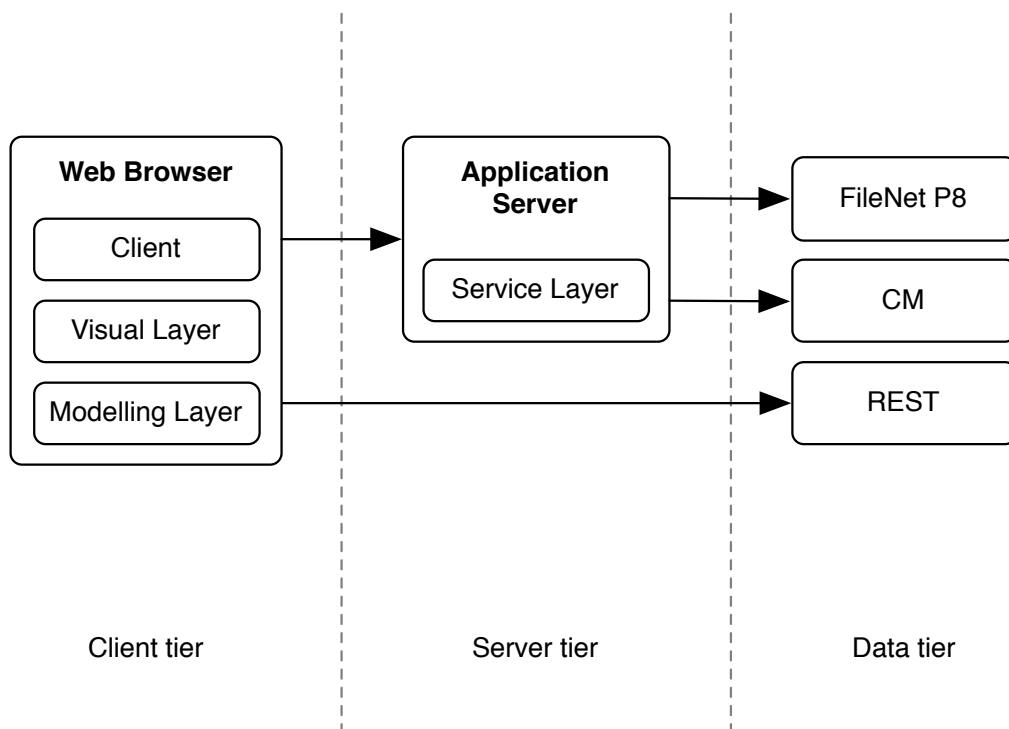 Web Browser
Client
Visual Layer
Modelling Layer
Application
Server
Service Layer
FileNet P8
CM
REST
Client tier
Server tier
Data tier